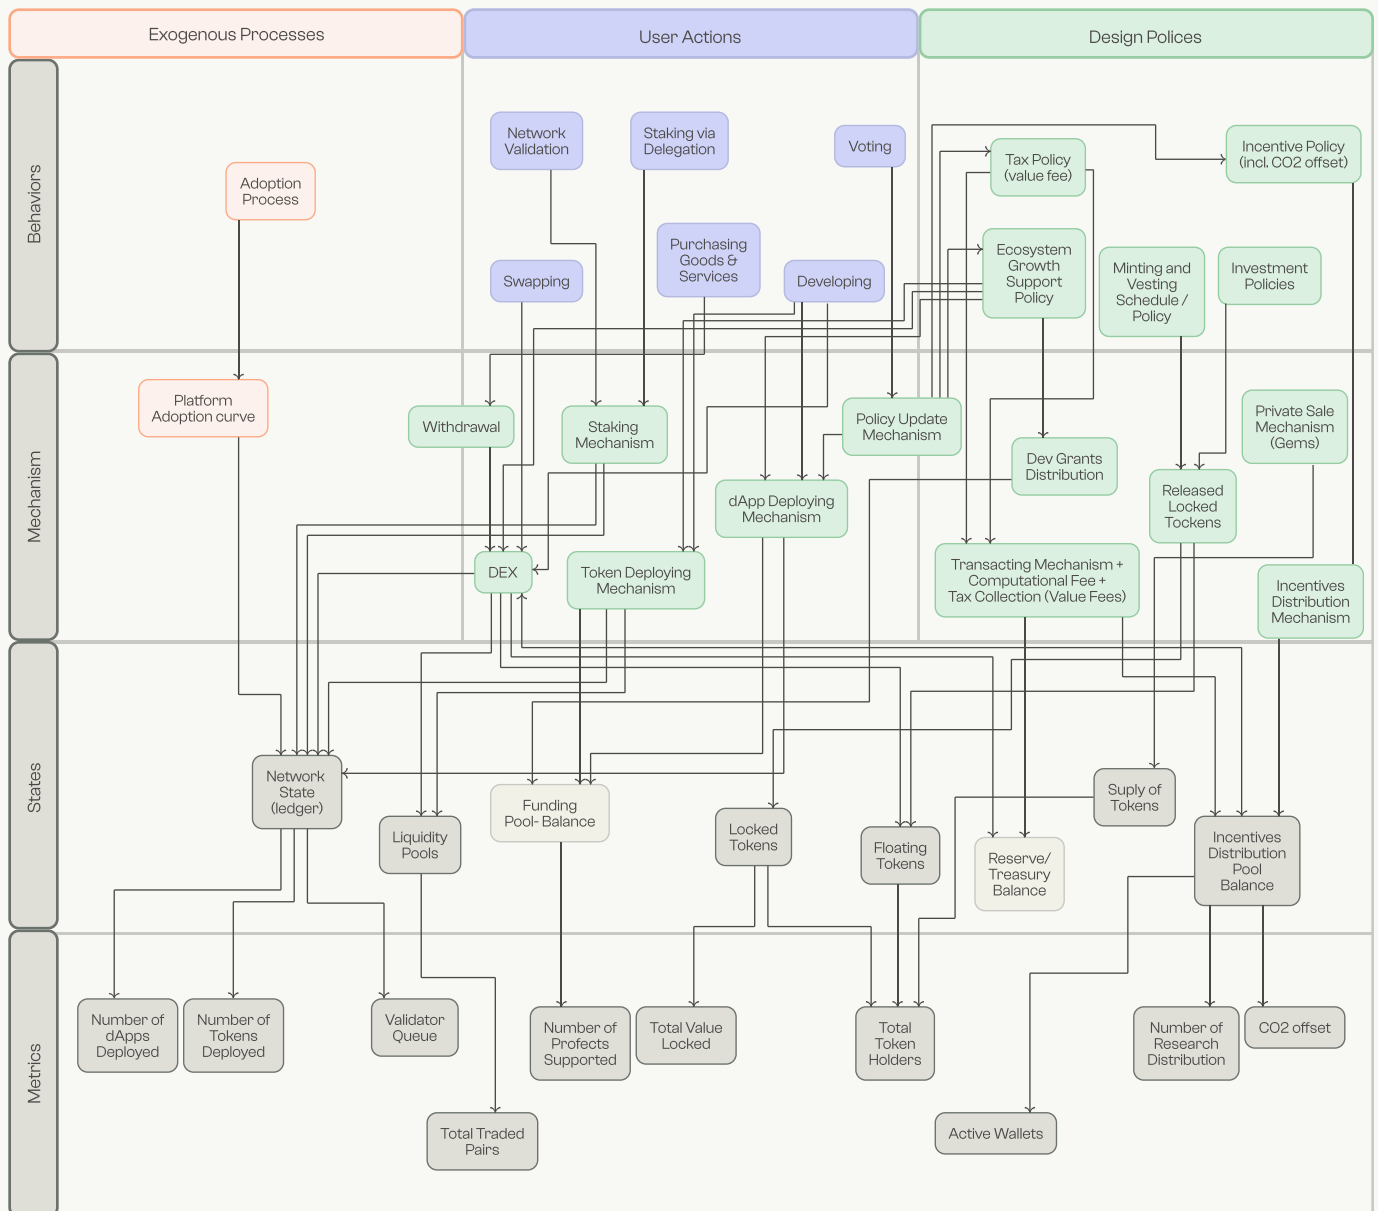 Exogenous Processes
User Actions
Design Polices
Behaviors
Network
Validation
Staking via
Delegation
Voting
Tax Policy
(value fee)
Incentive Policy
(incl. CO2 offset)
Adoption
Process
Purchasing
Goods &
Services
Swapping
Developing
Ecosystem
Growth
Support
Policy
Minting and
Vesting
Schedule /
Policy
Investment
Policies
Mechanism
Platform
Adoption curve
Withdrawal
Staking
Mechanism
Policy Update
Mechanism
Private Sale
Mechanism
(Gems)
Dev Grants
Distribution
dApp Deploying
Mechanism
Released
Locked
Tockens
DEX
Token Deploying
Mechanism
Transacting Mechanism +
Computational Fee +
Tax Collection (Value Fees)
Incentives
Distribution
Mechanism
States
Network
State
(ledger)
Liquidity
Pools
Funding
Pool- Balance
Locked
Tokens
Floating
Tokens
Reserve/
Treasury
Balance
Suply of
Tokens
Incentives
Distribution
Pool
Balance
Metrics
Number of
dApps
Deployed
Number of
Tokens
Deployed
Validator
Queue
Number of
Profects
Supported
Total Value
Locked
Total
Token
Holders
Number of
Research
Distribution
CO2 offset
Total Traded
Pairs
Active Wallets